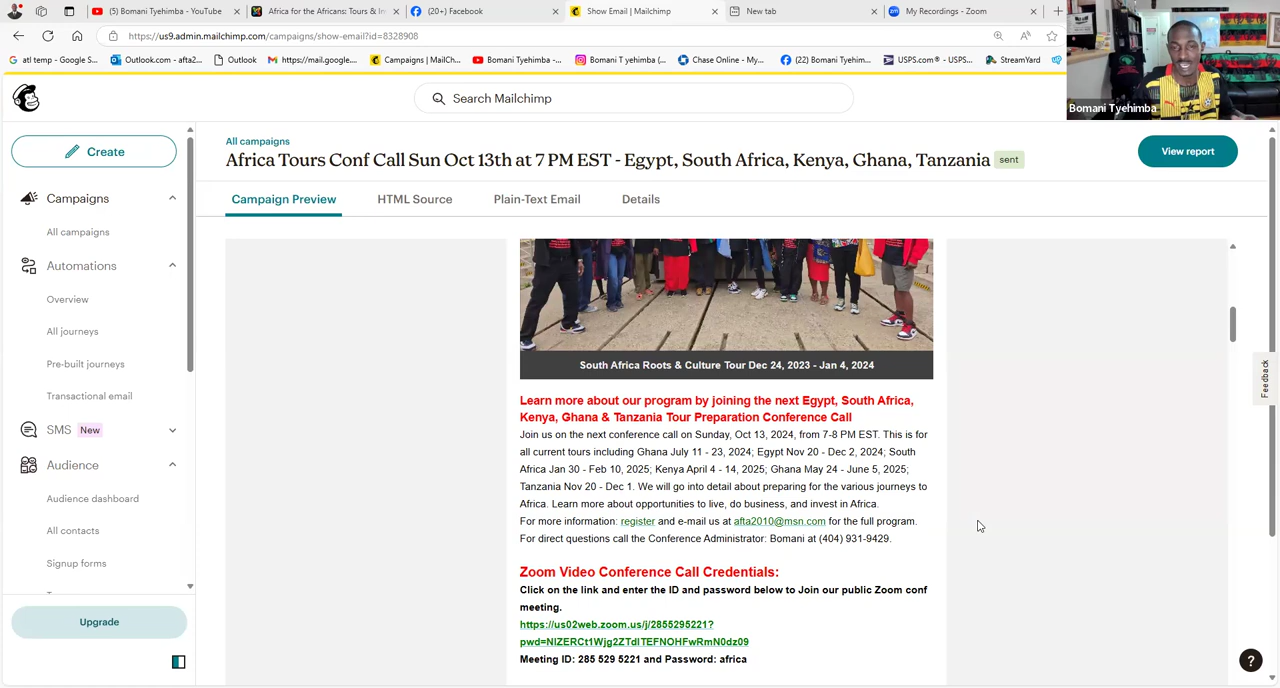 (5) Bomani Tyehimba - YouTube
Africa for the Africans: Tours & In
(20+) Facebook
Show Email | Mailchimp
New tab
My Recordings - Zoom
https://us9.admin.mailchimp.com/campaigns/show-email?id=8328908
atl temp - Google S...
Outlook.com - afta2...
Outlook
https://mail.google....
Campaigns | MailCh...
Bomani Tyehimba -...
Bomani T yehimba (...
Chase Online - My...
(22) Bomani Tyehim...
USPS.com® - USPS...
StreamYard
Bomani Tyehimba
Search Mailchimp
Create
Campaigns
All campaigns
Automations
Overview
All journeys
Pre-built journeys
Transactional email
SMS New
Audience
Audience dashboard
All contacts
Signup forms
Upgrade
All campaigns
Africa Tours Conf Call Sun Oct 13th at 7 PM EST - Egypt, South Africa, Kenya, Ghana, Tanzania sent
View report
Campaign Preview
HTML Source
Plain-Text Email
Details
South Africa Roots & Culture Tour Dec 24, 2023 - Jan 4, 2024
Learn more about our program by joining the next Egypt, South Africa,
Kenya, Ghana & Tanzania Tour Preparation Conference Call
Join us on the next conference call on Sunday, Oct 13, 2024, from 7-8 PM EST. This is for
all current tours including Ghana July 11 - 23, 2024; Egypt Nov 20 - Dec 2, 2024; South
Africa Jan 30 - Feb 10, 2025; Kenya April 4 - 14, 2025; Ghana May 24 - June 5, 2025;
Tanzania Nov 20 - Dec 1. We will go into detail about preparing for the various journeys to
Africa. Learn more about opportunities to live, do business, and invest in Africa.
For more information: register and e-mail us at afta2010@msn.com for the full program.
For direct questions call the Conference Administrator: Bomani at (404) 931-9429.
Zoom Video Conference Call Credentials:
Click on the link and enter the ID and password below to Join our public Zoom conf
meeting.
https://us02web.zoom.us/j/2855295221?
pwd=NlZERCt1Wjg2ZTdITEFNOHFwRmN0dz09
Meeting ID: 285 529 5221 and Password: africa
Feedback
?